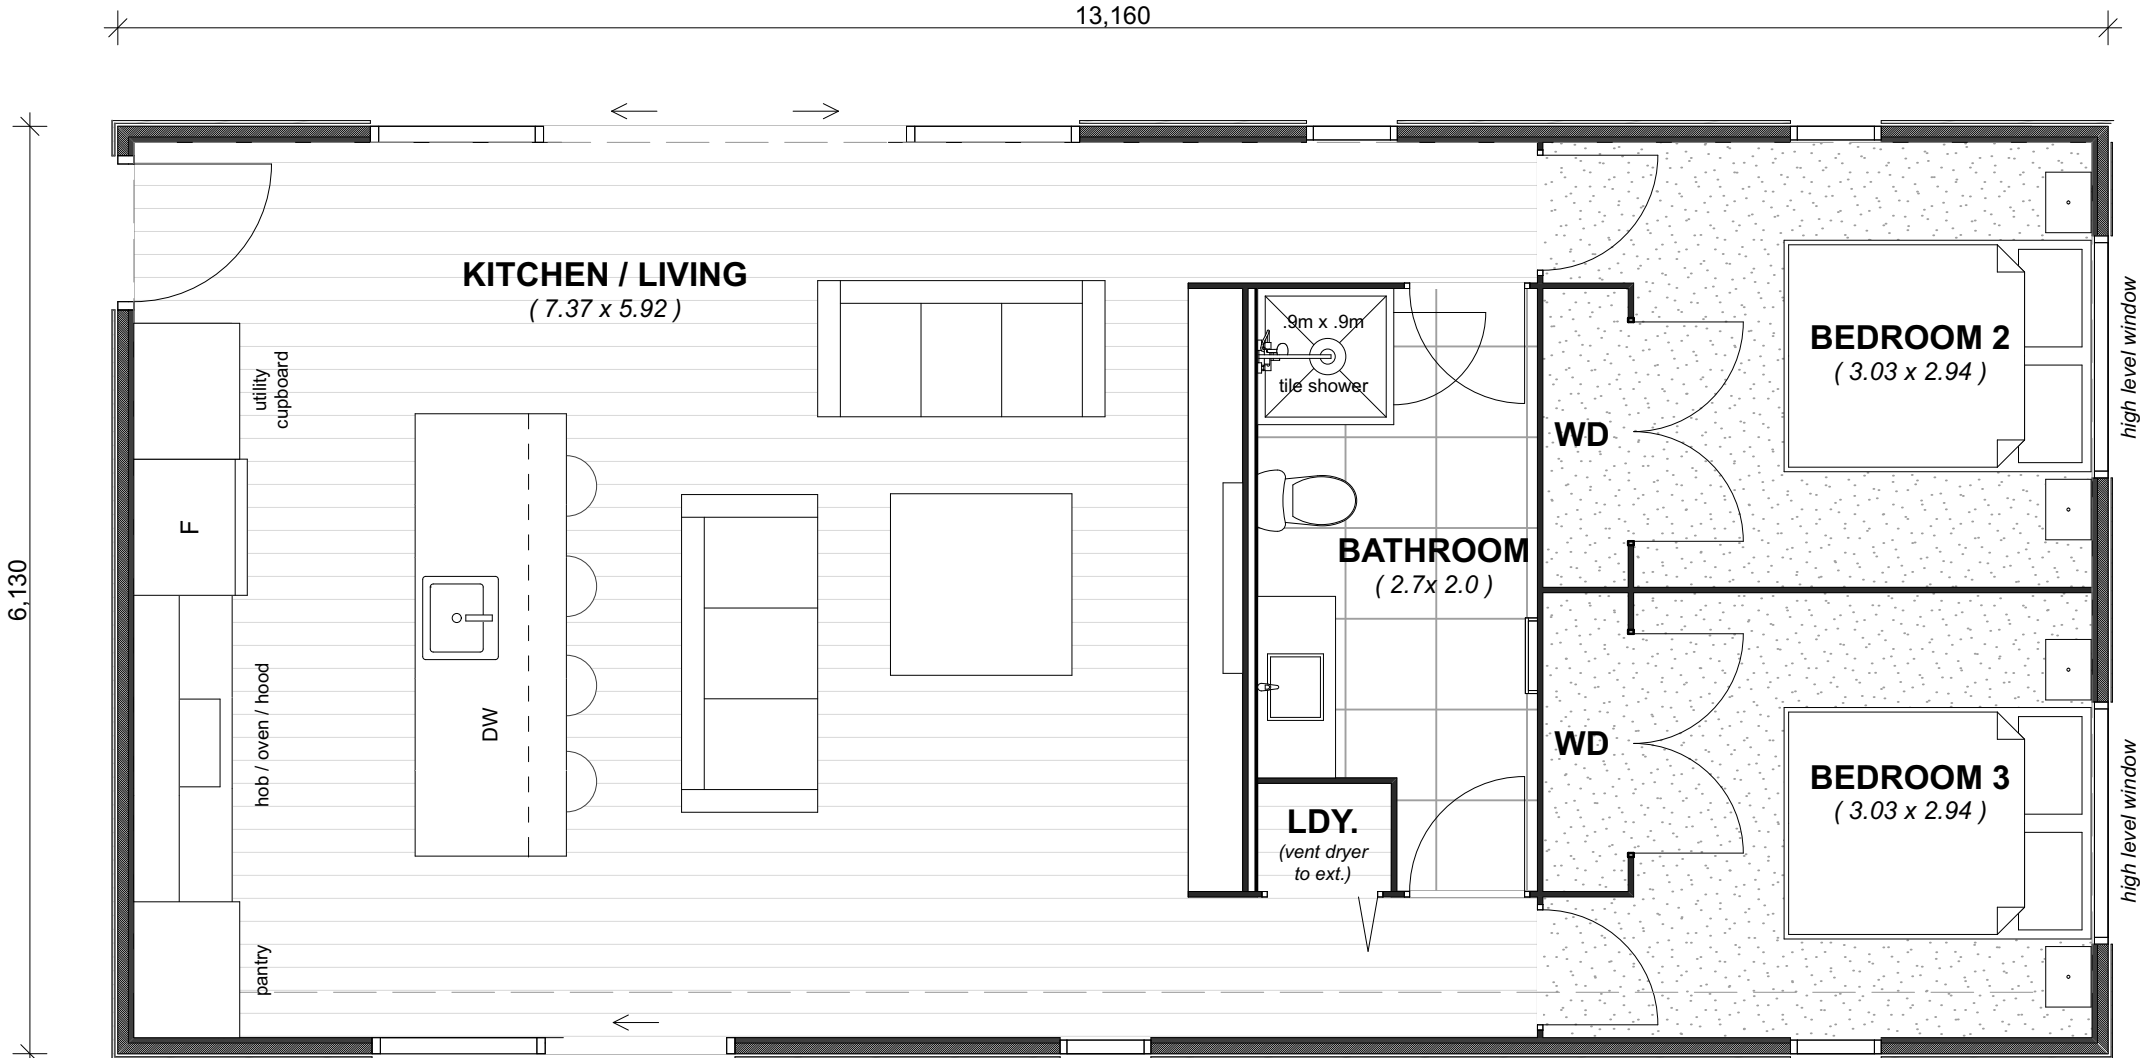 13,160
6,130
KITCHEN / LIVING
( 7.37 x 5.92 )
utility
cupboard
F
hob / oven / hood
DW
pantry
.9m x .9m
tile shower
BATHROOM
( 2.7x 2.0 )
LDY.
(vent dryer
to ext.)
WD
BEDROOM 2
( 3.03 x 2.94 )
high level window
WD
BEDROOM 3
( 3.03 x 2.94 )
high level window